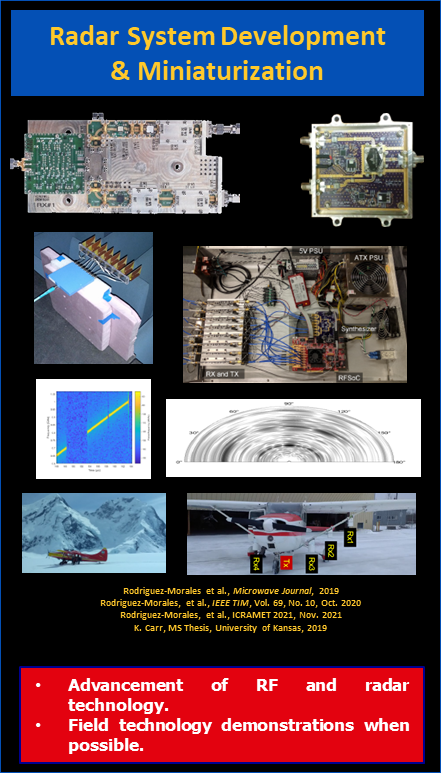 Radar System Development
& Miniaturization
RX#1
5V PSU
ATX PSU
Synthesizer
RX and TX
RFSoC
90°
60°
120°
30°
150°
0°
180°
Rx1
Rx2
Rx4
Tx
Rx3
Rodriguez-Morales et al., Microwave Journal, 2019
Rodriguez-Morales, et al., IEEE TIM, Vol. 69, No. 10, Oct. 2020
Rodriguez-Morales, et al., ICRAMET 2021, Nov. 2021
K. Carr, MS Thesis, University of Kansas, 2019
• Advancement of RF and radar
technology.
• Field technology demonstrations when
possible.